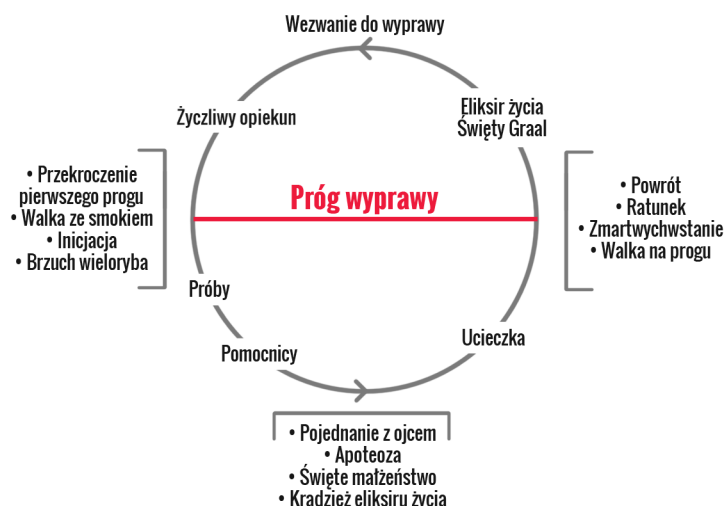 Wezwanie do wyprawy
Życzliwy opiekun
Eliksir życia
Święty Graal
• Przekroczenie
pierwszego progu
• Walka ze smokiem
• Inicjacja
• Brzuch wieloryba
Próg wyprawy
• Powrót
• Ratunek
• Zmartwychwstanie
• Walka na progu
Próby
Pomocnicy
Ucieczka
• Pojednanie z ojcem
• Apoteoza
• Święte małżeństwo
• Kradzież eliksiru życia